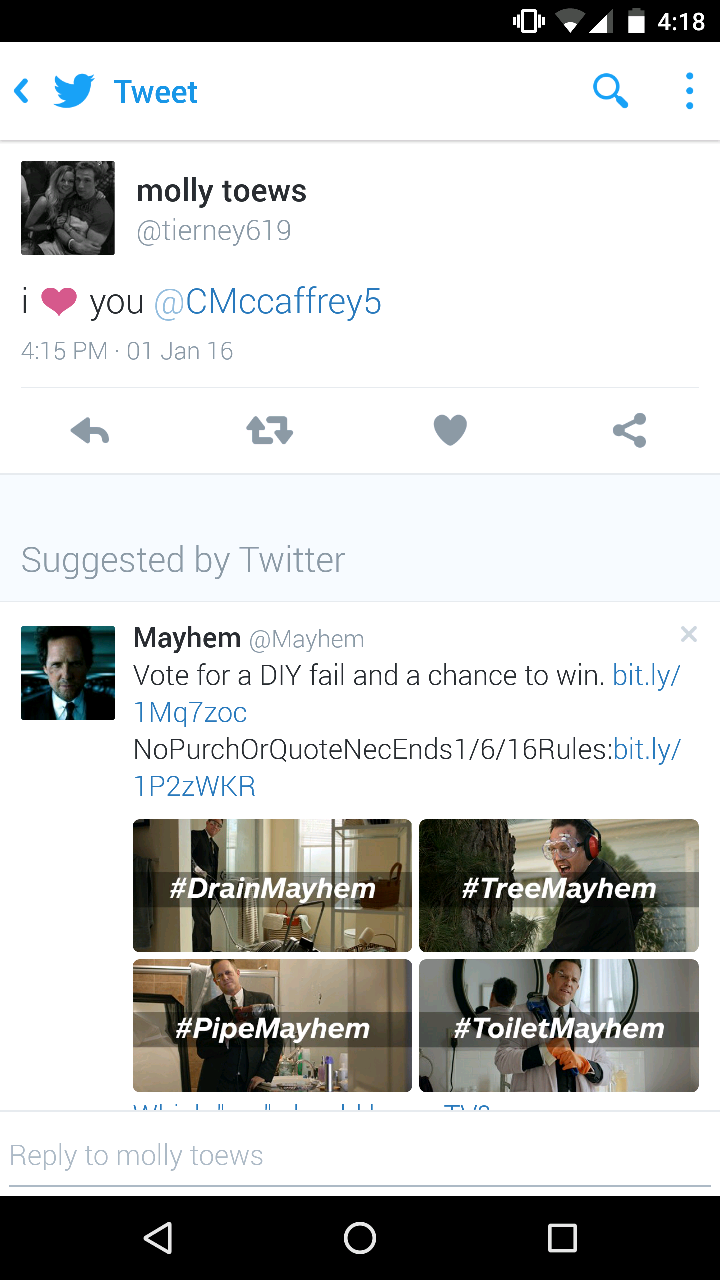 4:18
Tweet
molly toews
@tierney619
i ❤ you @CMccaffrey5
4:15 PM · 01 Jan 16
Suggested by Twitter
Mayhem @Mayhem
Vote for a DIY fail and a chance to win. bit.ly/
1Mq7zoc
NoPurchOrQuoteNecEnds1/6/16Rules:bit.ly/
1P2zWKR
#DrainMayhem
#TreeMayhem
#PipeMayhem
#ToiletMayhem
Reply to molly toews